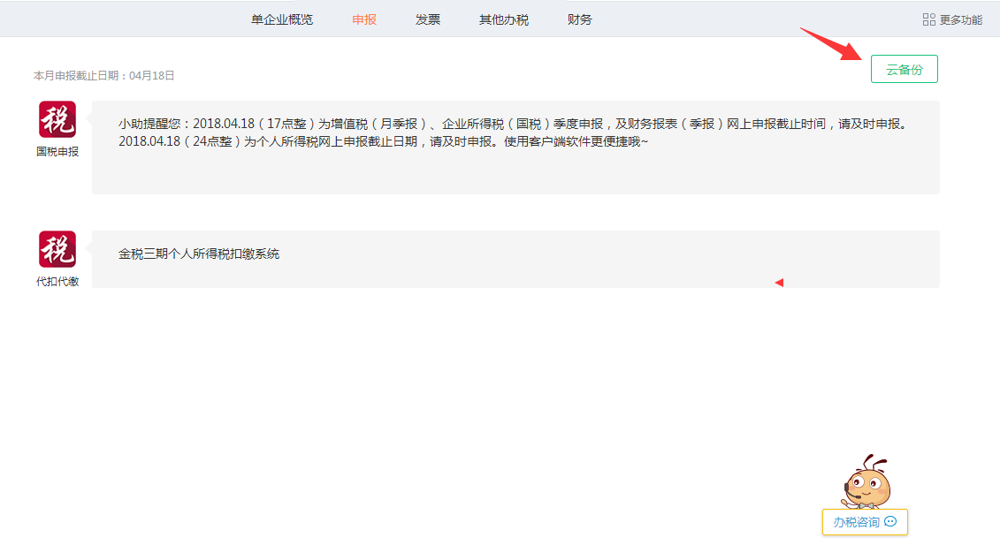 单企业概览 申报 发票 其他办税 财务 更多功能
本月申报截止日期：04月18日
云备份
税
国税申报
小助提醒您：2018.04.18（17点整）为增值税（月季报）、企业所得税（国税）季度申报，及财务报表（季报）网上申报截止时间，请及时申报。
2018.04.18（24点整）为个人所得税网上申报截止日期，请及时申报。使用客户端软件更便捷哦~
税
代扣代缴
金税三期个人所得税扣缴系统
办税咨询